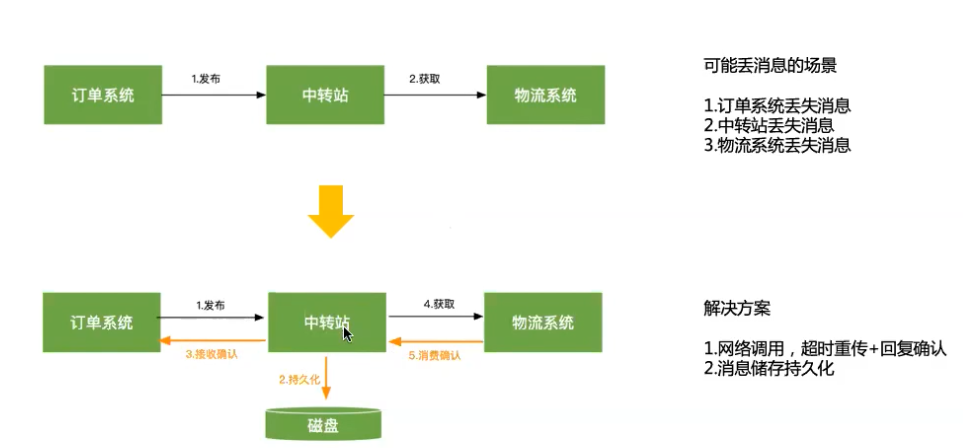 可能丢消息的场景
1.发布
2.获取
订单系统
中转站
物流系统
1.订单系统丢失消息
2.中转站丢失消息
3.物流系统丢失消息
1.发布
4.获取
订单系统
中转站
物流系统
3.接收确认
5.消费确认
2.持久化
磁盘
解决方案
1.网络调用，超时重传+回复确认
2.消息储存持久化